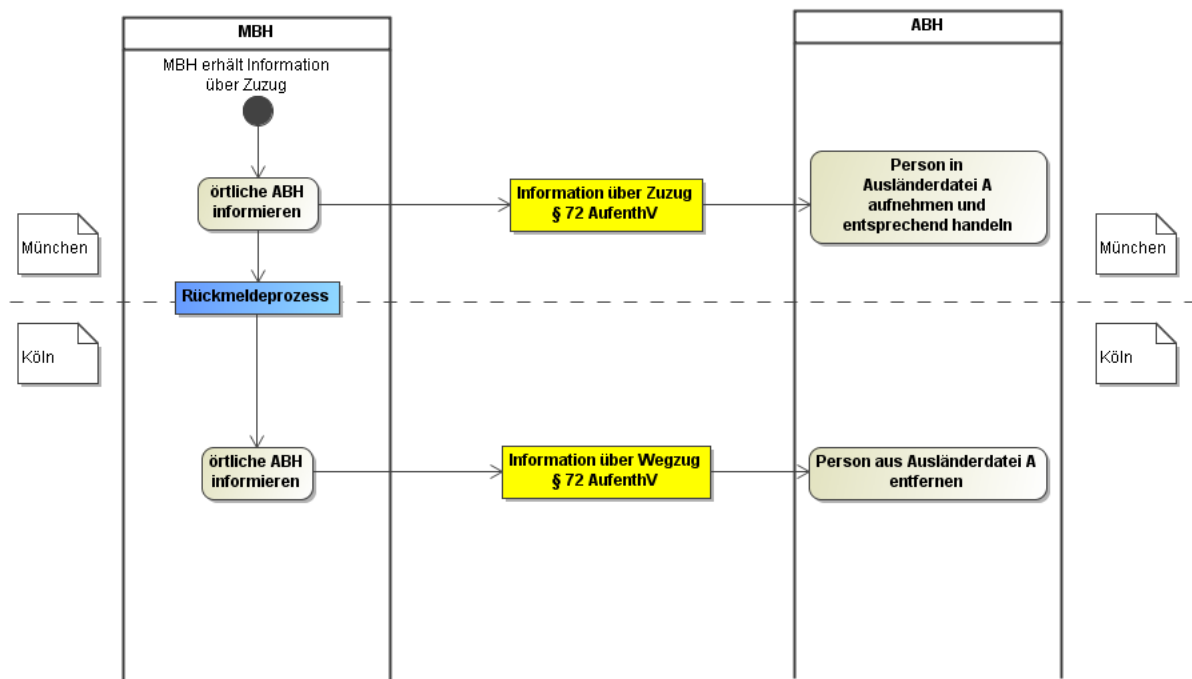 MBH
ABH
MBH erhält Information
über Zuzug
örtliche ABH
informieren
Information über Zuzug
§ 72 AufenthV
Person in
Ausländerdatei A
aufnehmen und
entsprechend handeln
München
München
Rückmeldeprozess
Köln
Köln
örtliche ABH
informieren
Information über Wegzug
§ 72 AufenthV
Person aus Ausländerdatei A
entfernen